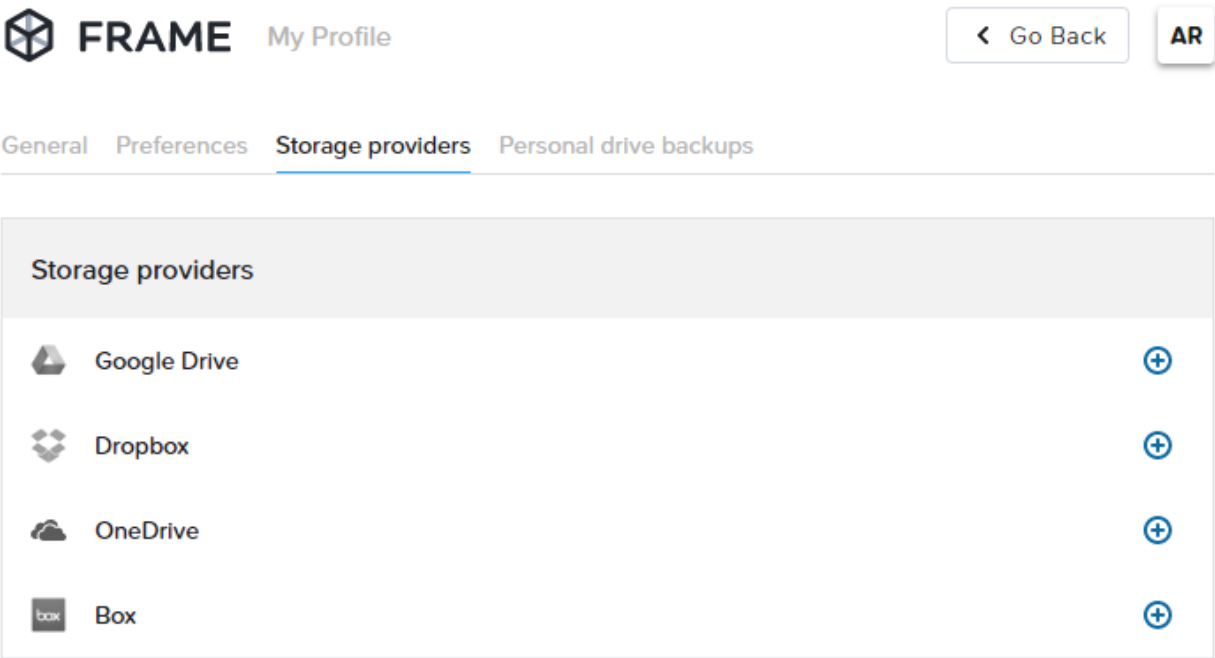 FRAME My Profile Go Back AR
General Preferences Storage providers Personal drive backups
Storage providers
Google Drive
Dropbox
OneDrive
box Box